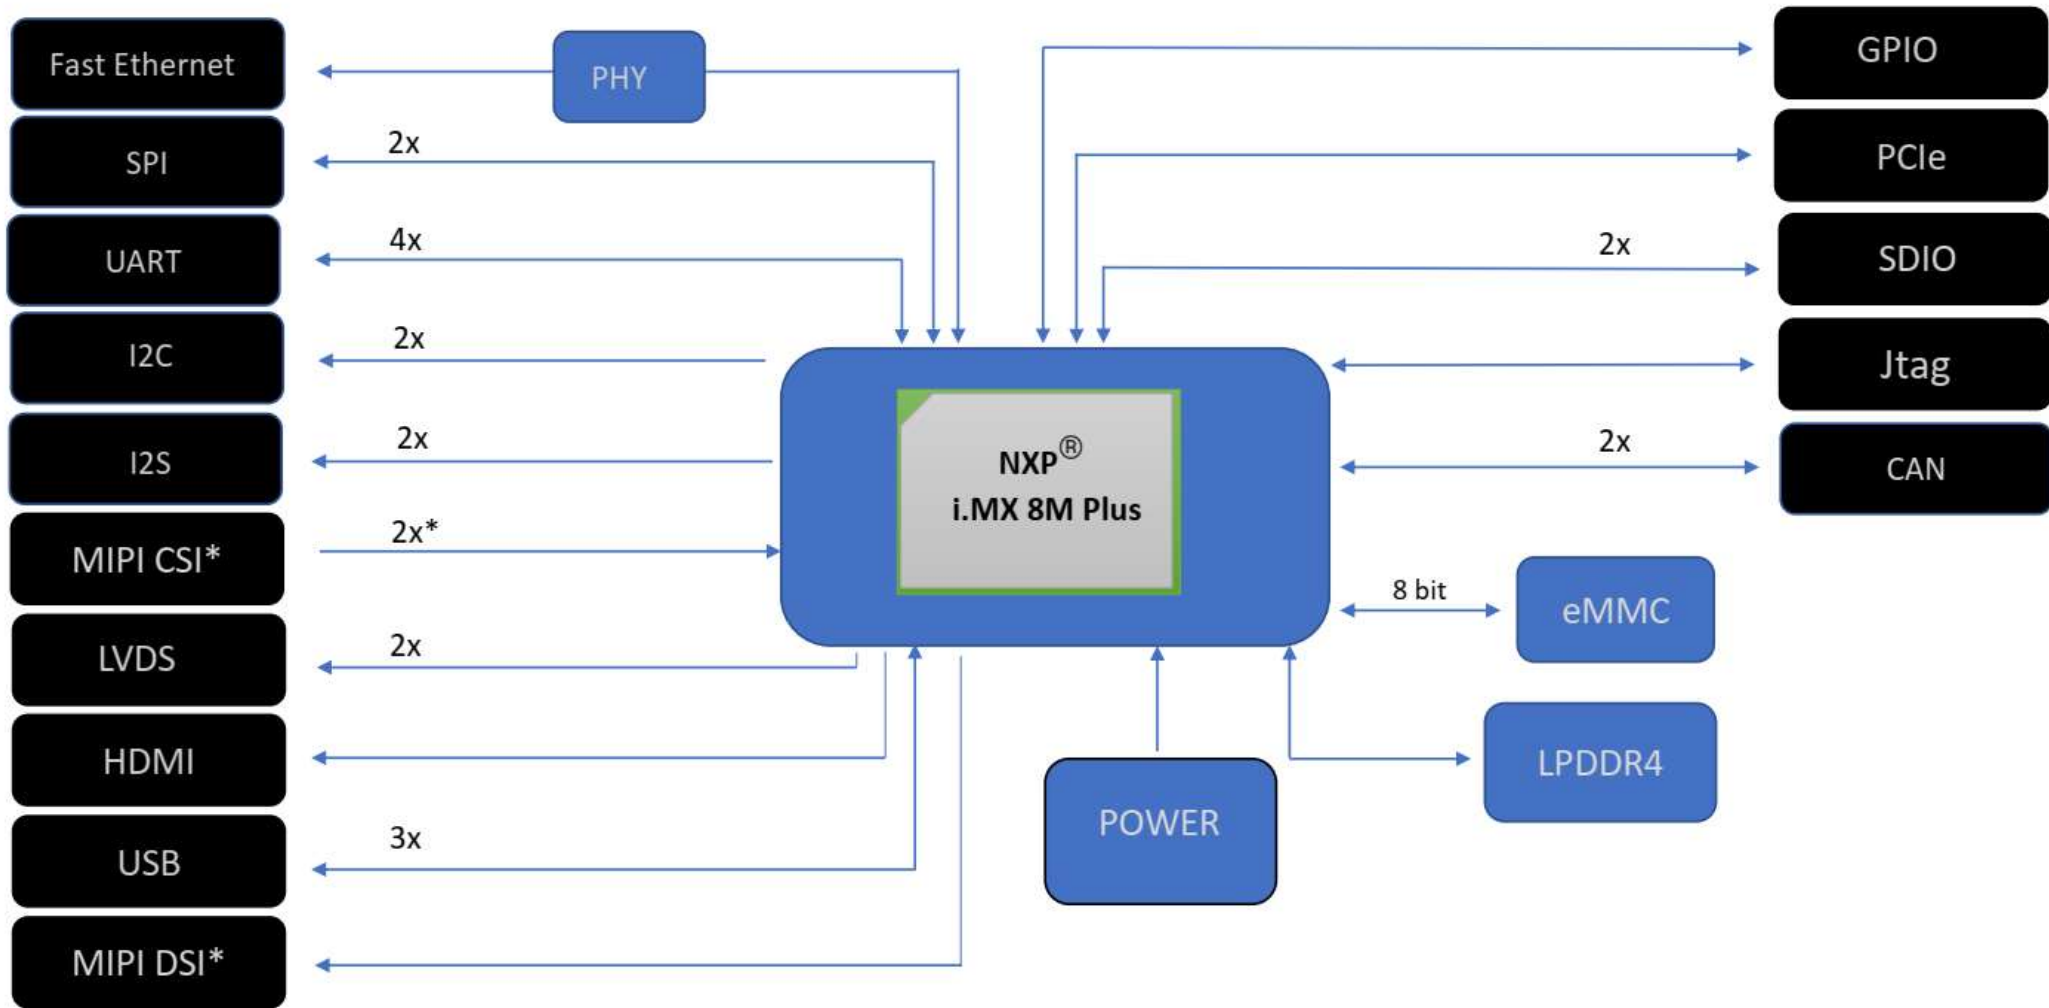 Fast Ethernet
PHY
GPIO
SPI
2x
PCIe
UART
4x
2x
SDIO
I2C
2x
Jtag
I2S
2x
2x
CAN
NXP®
i.MX 8M Plus
MIPI CSI*
2x*
8 bit
eMMC
LVDS
2x
HDMI
LPDDR4
POWER
USB
3x
MIPI DSI*